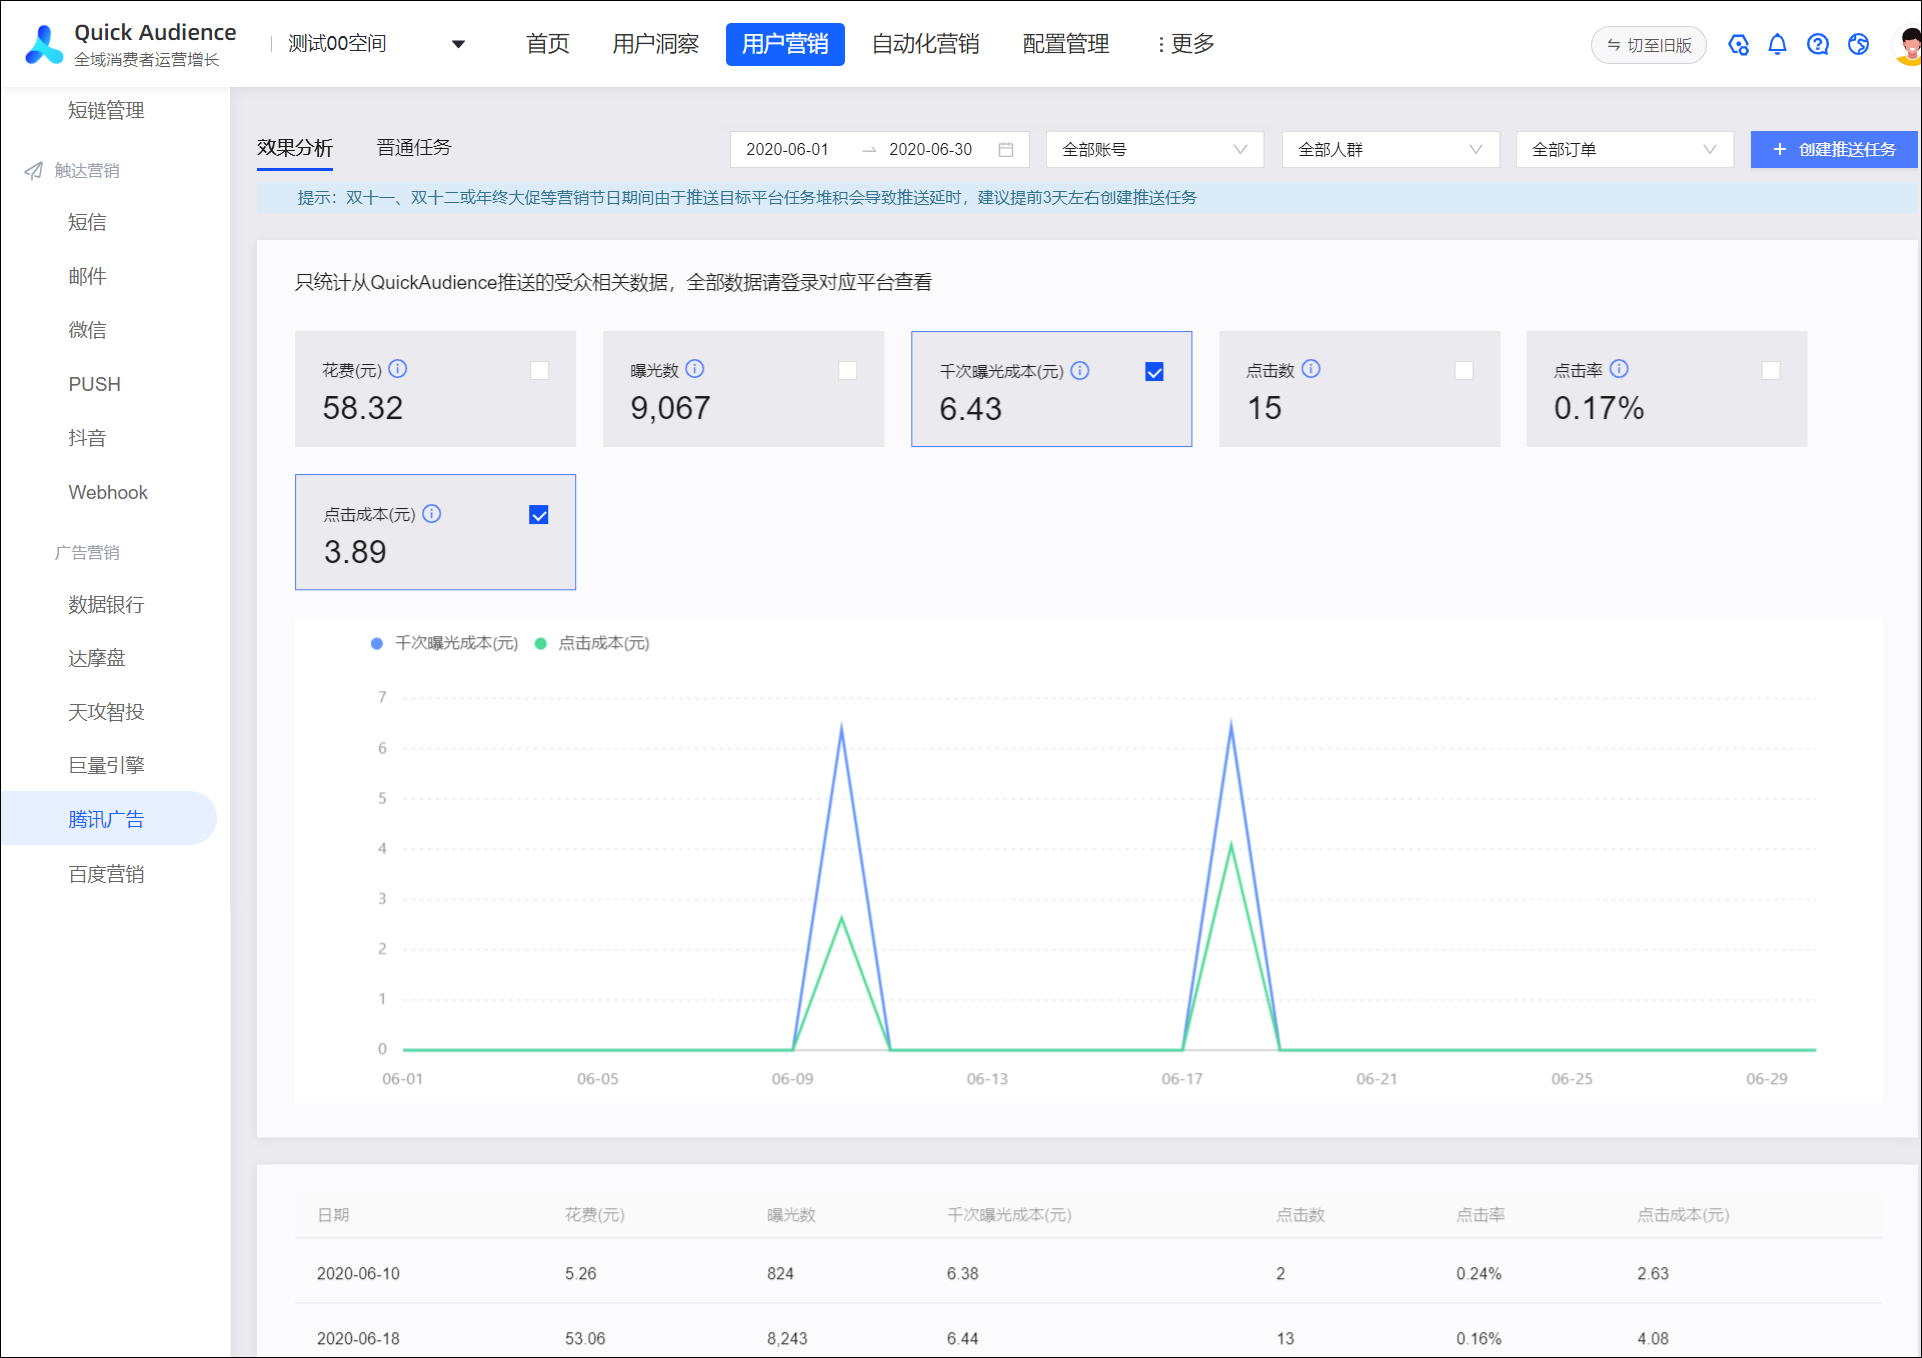 Quick Audience
全域消费者运营增长
测试00空间
首页
用户洞察
用户营销
自动化营销
配置管理
更多
切至旧版
短链管理
触达营销
短信
邮件
微信
PUSH
抖音
Webhook
广告营销
数据银行
达摩盘
天攻智投
巨量引擎
腾讯广告
百度营销
效果分析
普通任务
2020-06-01
2020-06-30
全部账号
全部人群
全部订单
+ 创建推送任务
提示：双十一、双十二或年终大促等营销节日期间由于推送目标平台任务堆积会导致推送延时，建议提前3天左右创建推送任务
只统计从QuickAudience推送的受众相关数据，全部数据请登录对应平台查看
花费(元)
58.32
曝光数
9,067
千次曝光成本(元)
6.43
点击数
15
点击率
0.17%
点击成本(元)
3.89
千次曝光成本(元) 点击成本(元)
7
6
5
4
3
2
1
0
06-01 06-05 06-09 06-13 06-17 06-21 06-25 06-29
日期 花费(元) 曝光数 千次曝光成本(元) 点击数 点击率 点击成本(元)
2020-06-10 5.26 824 6.38 2 0.24% 2.63
2020-06-18 53.06 8,243 6.44 13 0.16% 4.08